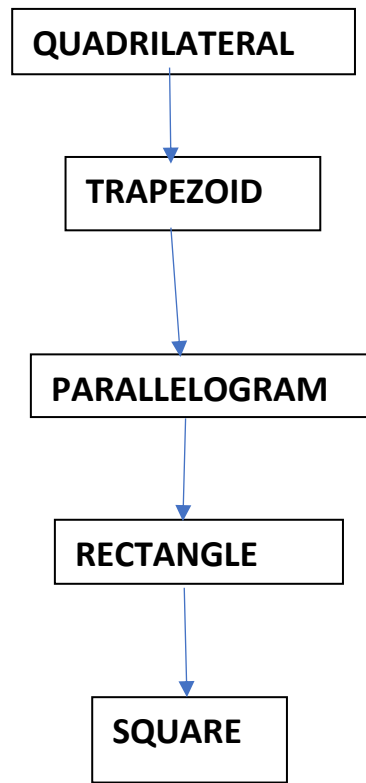 QUADRILATERAL
TRAPEZOID
PARALLELOGRAM
RECTANGLE
SQUARE